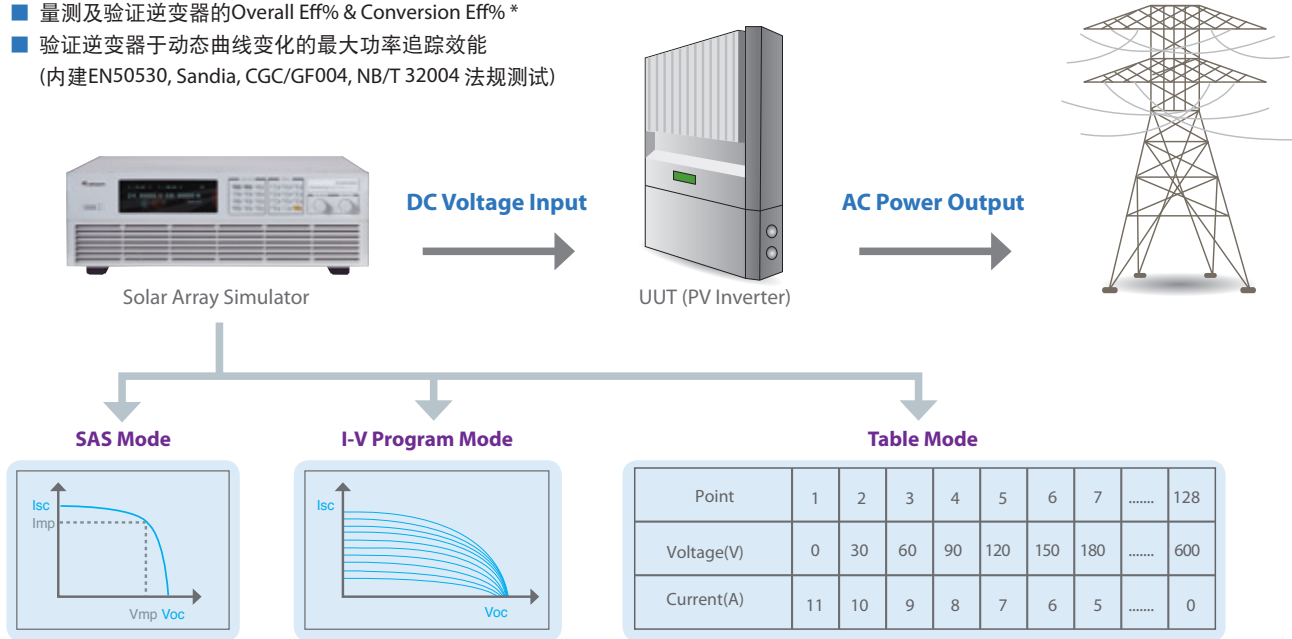 ■ 量测及验证逆变器的Overall Eff% & Conversion Eff% *
■ 验证逆变器于动态曲线变化的最大功率追踪效能
(内建EN50530, Sandia, CGC/GF004, NB/T 32004 法规测试)
DC Voltage Input
AC Power Output
Solar Array Simulator
UUT (PV Inverter)
SAS Mode
I-V Program Mode
Table Mode
Isc
Imp
Vmp Voc
Isc
Voc
Point 1 2 3 4 5 6 7 ....... 128
Voltage(V) 0 30 60 90 120 150 180 ....... 600
Current(A) 11 10 9 8 7 6 5 ....... 0